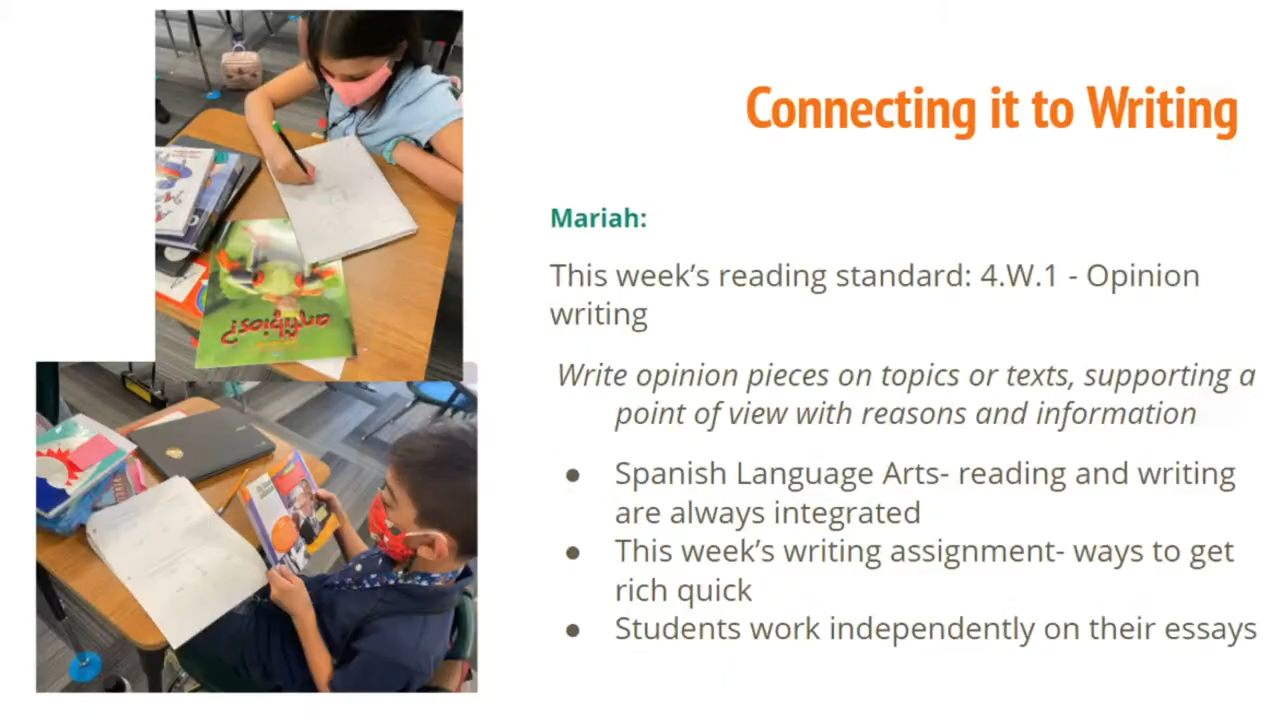 Connecting it to Writing
Mariah:
This week's reading standard: 4.W.1 - Opinion
writing
Write opinion pieces on topics or texts, supporting a
point of view with reasons and information
● Spanish Language Arts- reading and writing
are always integrated
● This week's writing assignment- ways to get
rich quick
● Students work independently on their essays
anfibios?